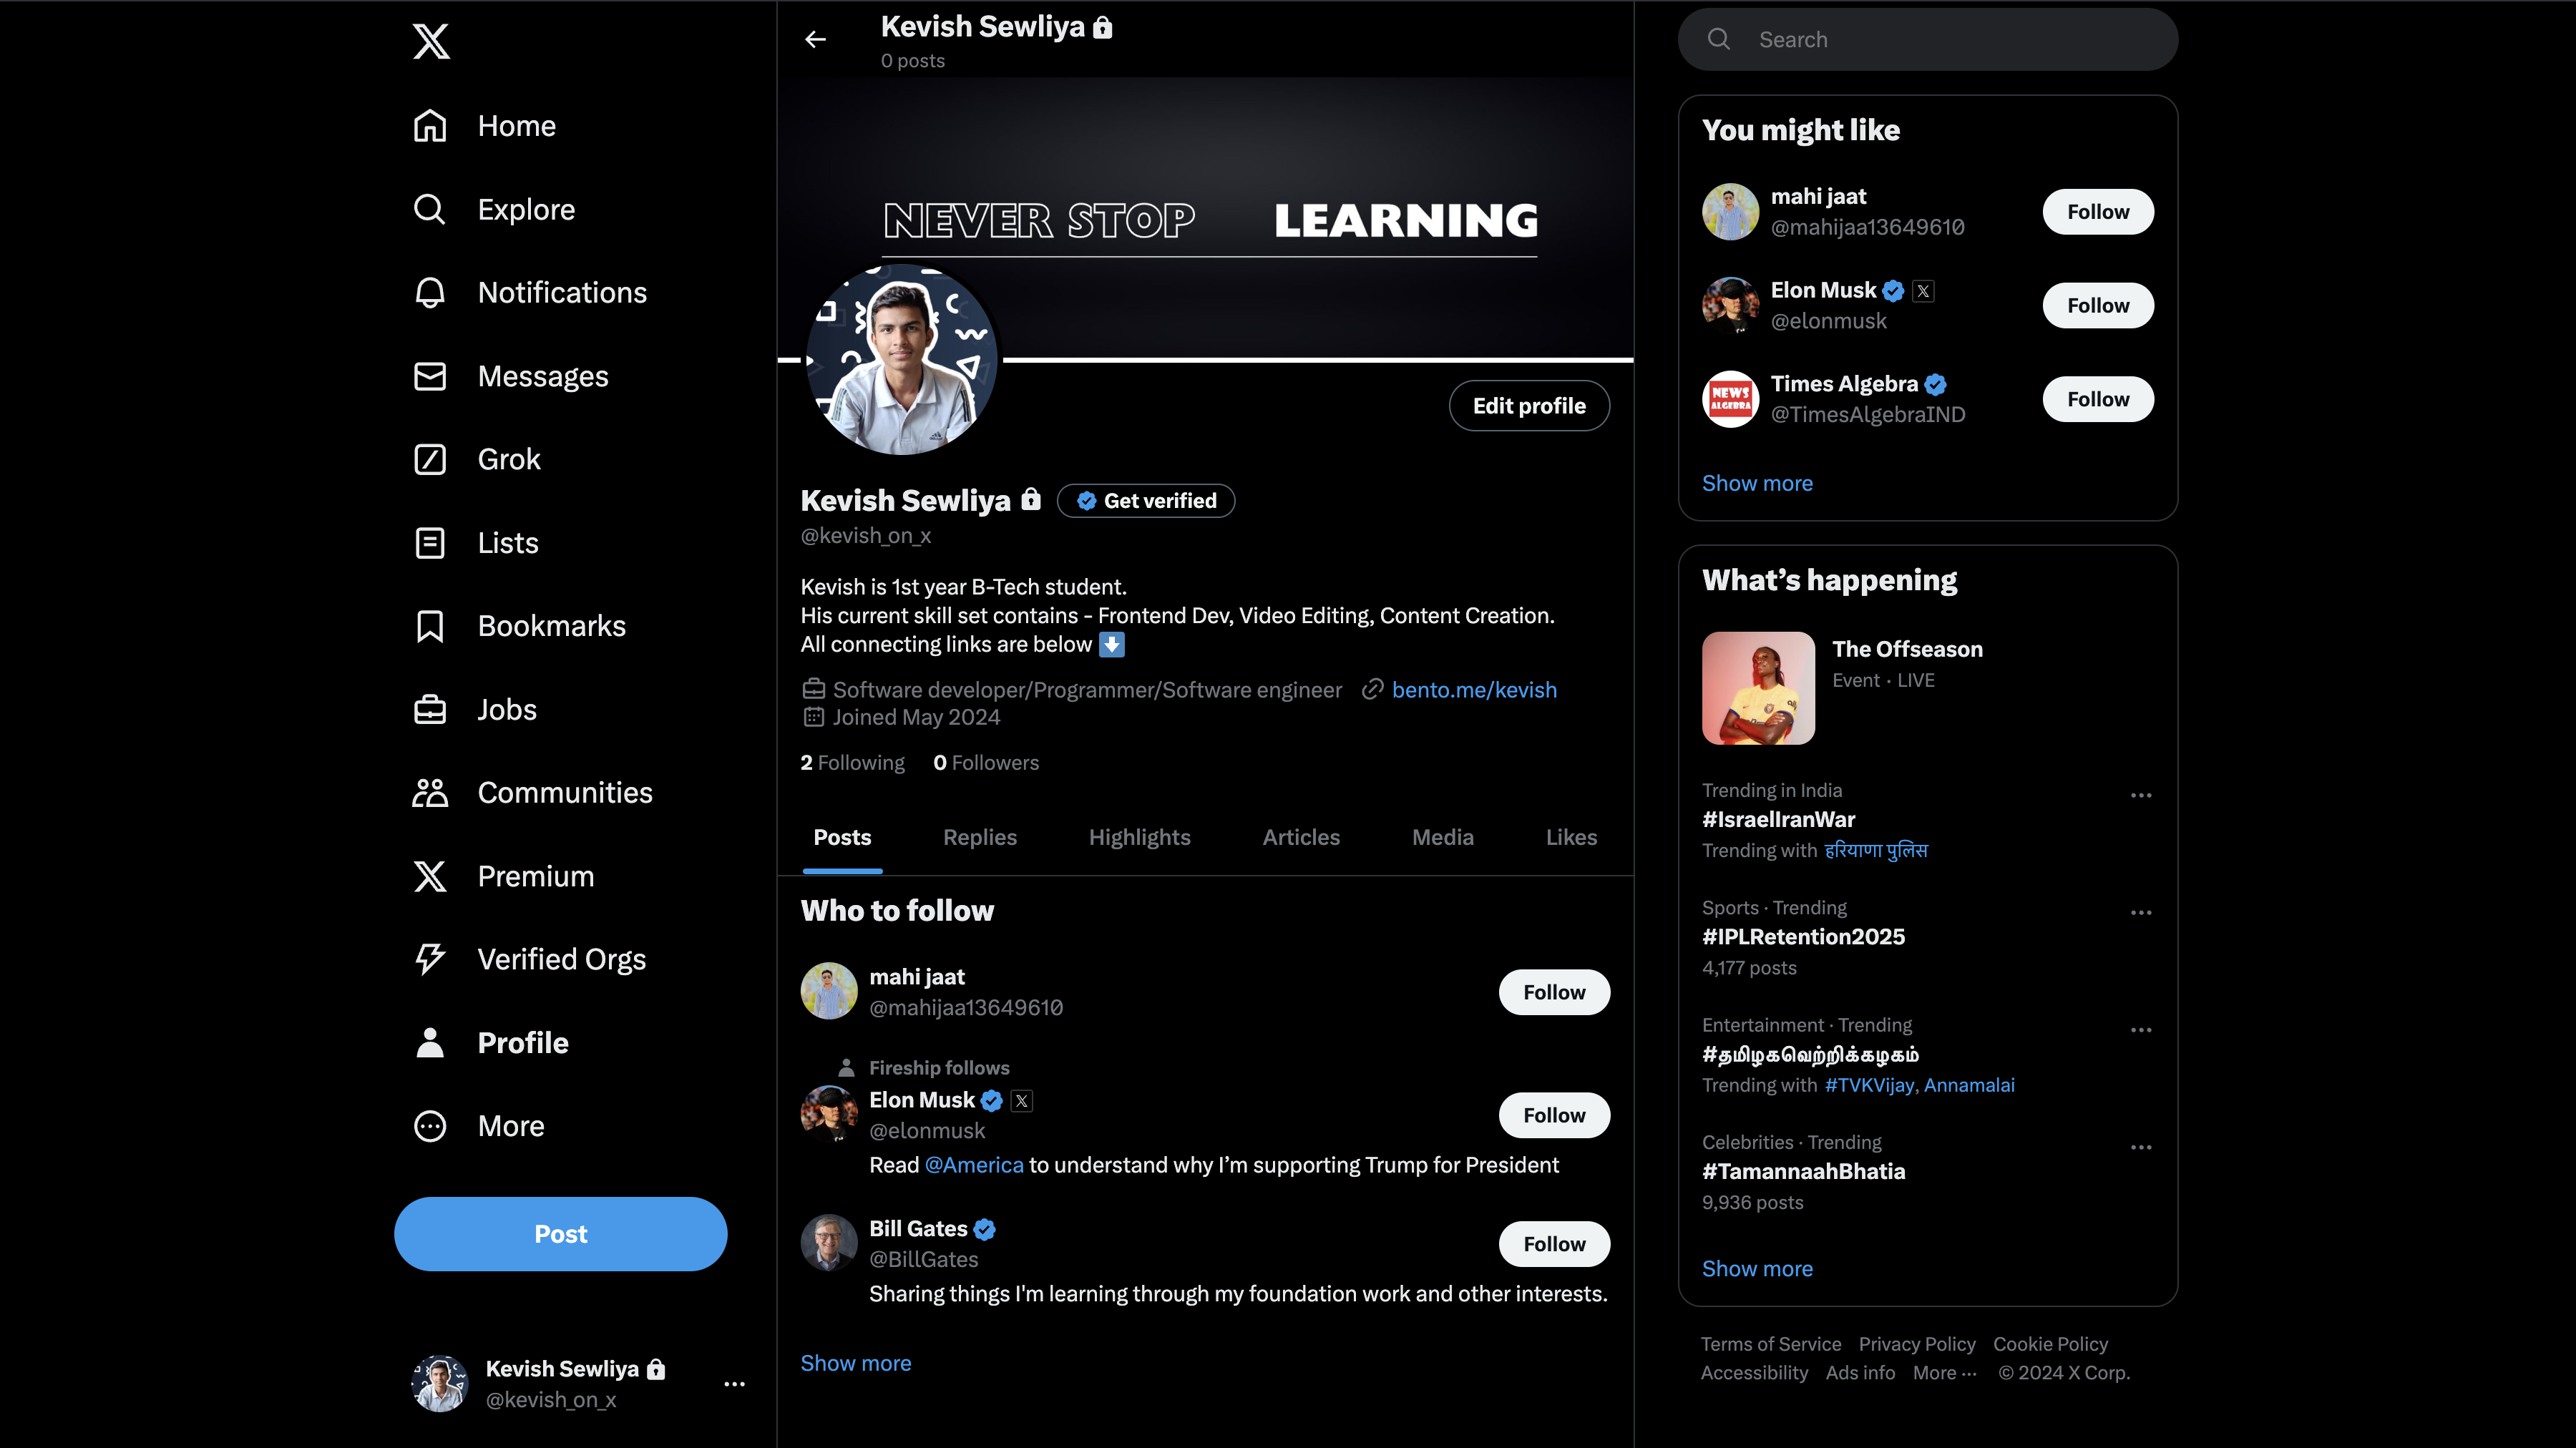 Home
Explore
Notifications
Messages
Grok
Lists
Bookmarks
Jobs
Communities
Premium
Verified Orgs
Profile
More
Post
Kevish Sewliya
@kevish_on_x
Kevish Sewliya
0 posts
NEVER STOP LEARNING
Edit profile
Kevish Sewliya Get verified
@kevish_on_x
Kevish is 1st year B-Tech student.
His current skill set contains - Frontend Dev, Video Editing, Content Creation.
All connecting links are below ⬇️
Software developer/Programmer/Software engineer bento.me/kevish
Joined May 2024
2 Following 0 Followers
Posts Replies Highlights Articles Media Likes
Who to follow
mahi jaat
@mahijaa13649610
Follow
Fireship follows
Elon Musk
@elonmusk
Follow
Read @America to understand why I’m supporting Trump for President
Bill Gates
@BillGates
Follow
Sharing things I'm learning through my foundation work and other interests.
Show more
Search
You might like
mahi jaat
@mahijaa13649610
Follow
Elon Musk
@elonmusk
Follow
NEWS
ALGEBRA
Times Algebra
@TimesAlgebraIND
Follow
Show more
What’s happening
The Offseason
Event · LIVE
Trending in India
#IsraelIranWar
Trending with हरियाणा पुलिस
Sports · Trending
#IPLRetention2025
4,177 posts
Entertainment · Trending
#தமிழகவெற்றிக்கழகம்
Trending with #TVKVijay, Annamalai
Celebrities · Trending
#TamannaahBhatia
9,936 posts
Show more
Terms of Service Privacy Policy Cookie Policy
Accessibility Ads info More ··· © 2024 X Corp.